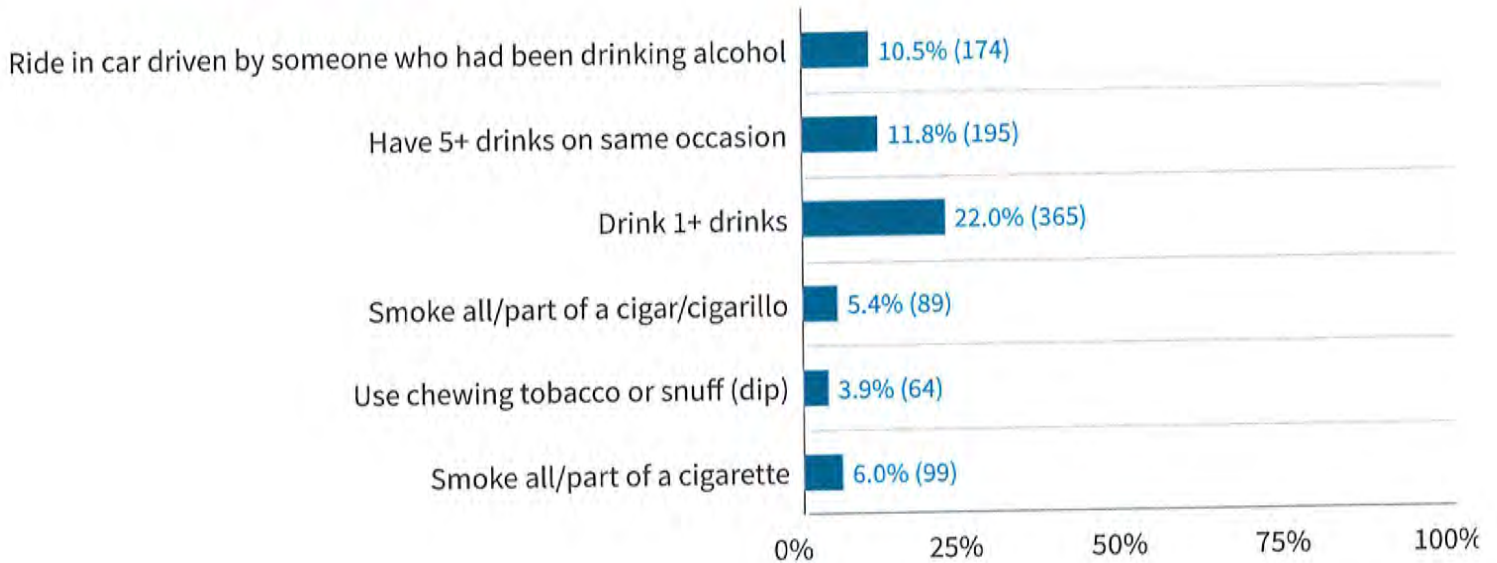 Ride in car driven by someone who had been drinking alcohol 10.5% (174)
Have 5+ drinks on same occasion 11.8% (195)
Drink 1+ drinks 22.0% (365)
Smoke all/part of a cigar/cigarillo 5.4% (89)
Use chewing tobacco or snuff (dip) 3.9% (64)
Smoke all/part of a cigarette 6.0% (99)
0% 25% 50% 75% 100%